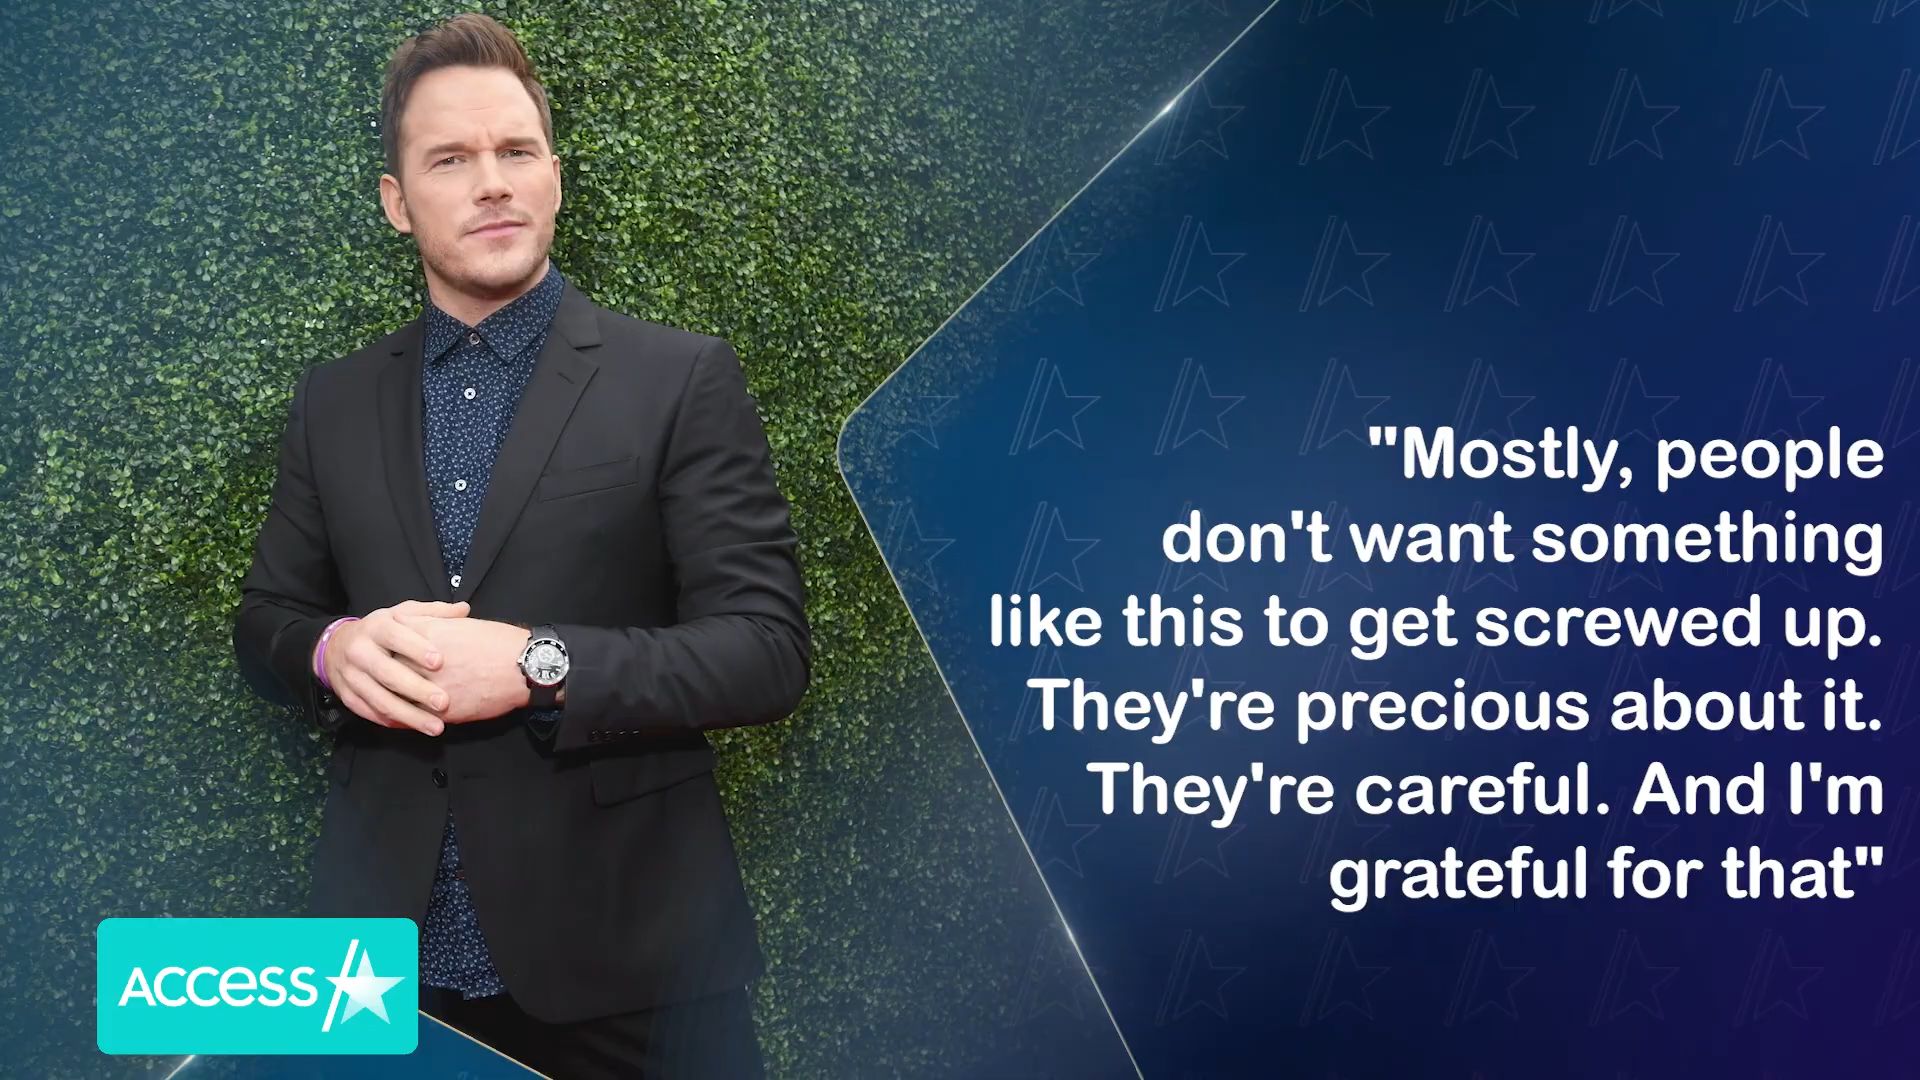 "Mostly, people
don't want something
like this to get screwed up.
They're precious about it.
They're careful. And I'm
grateful for that"
ACCESS